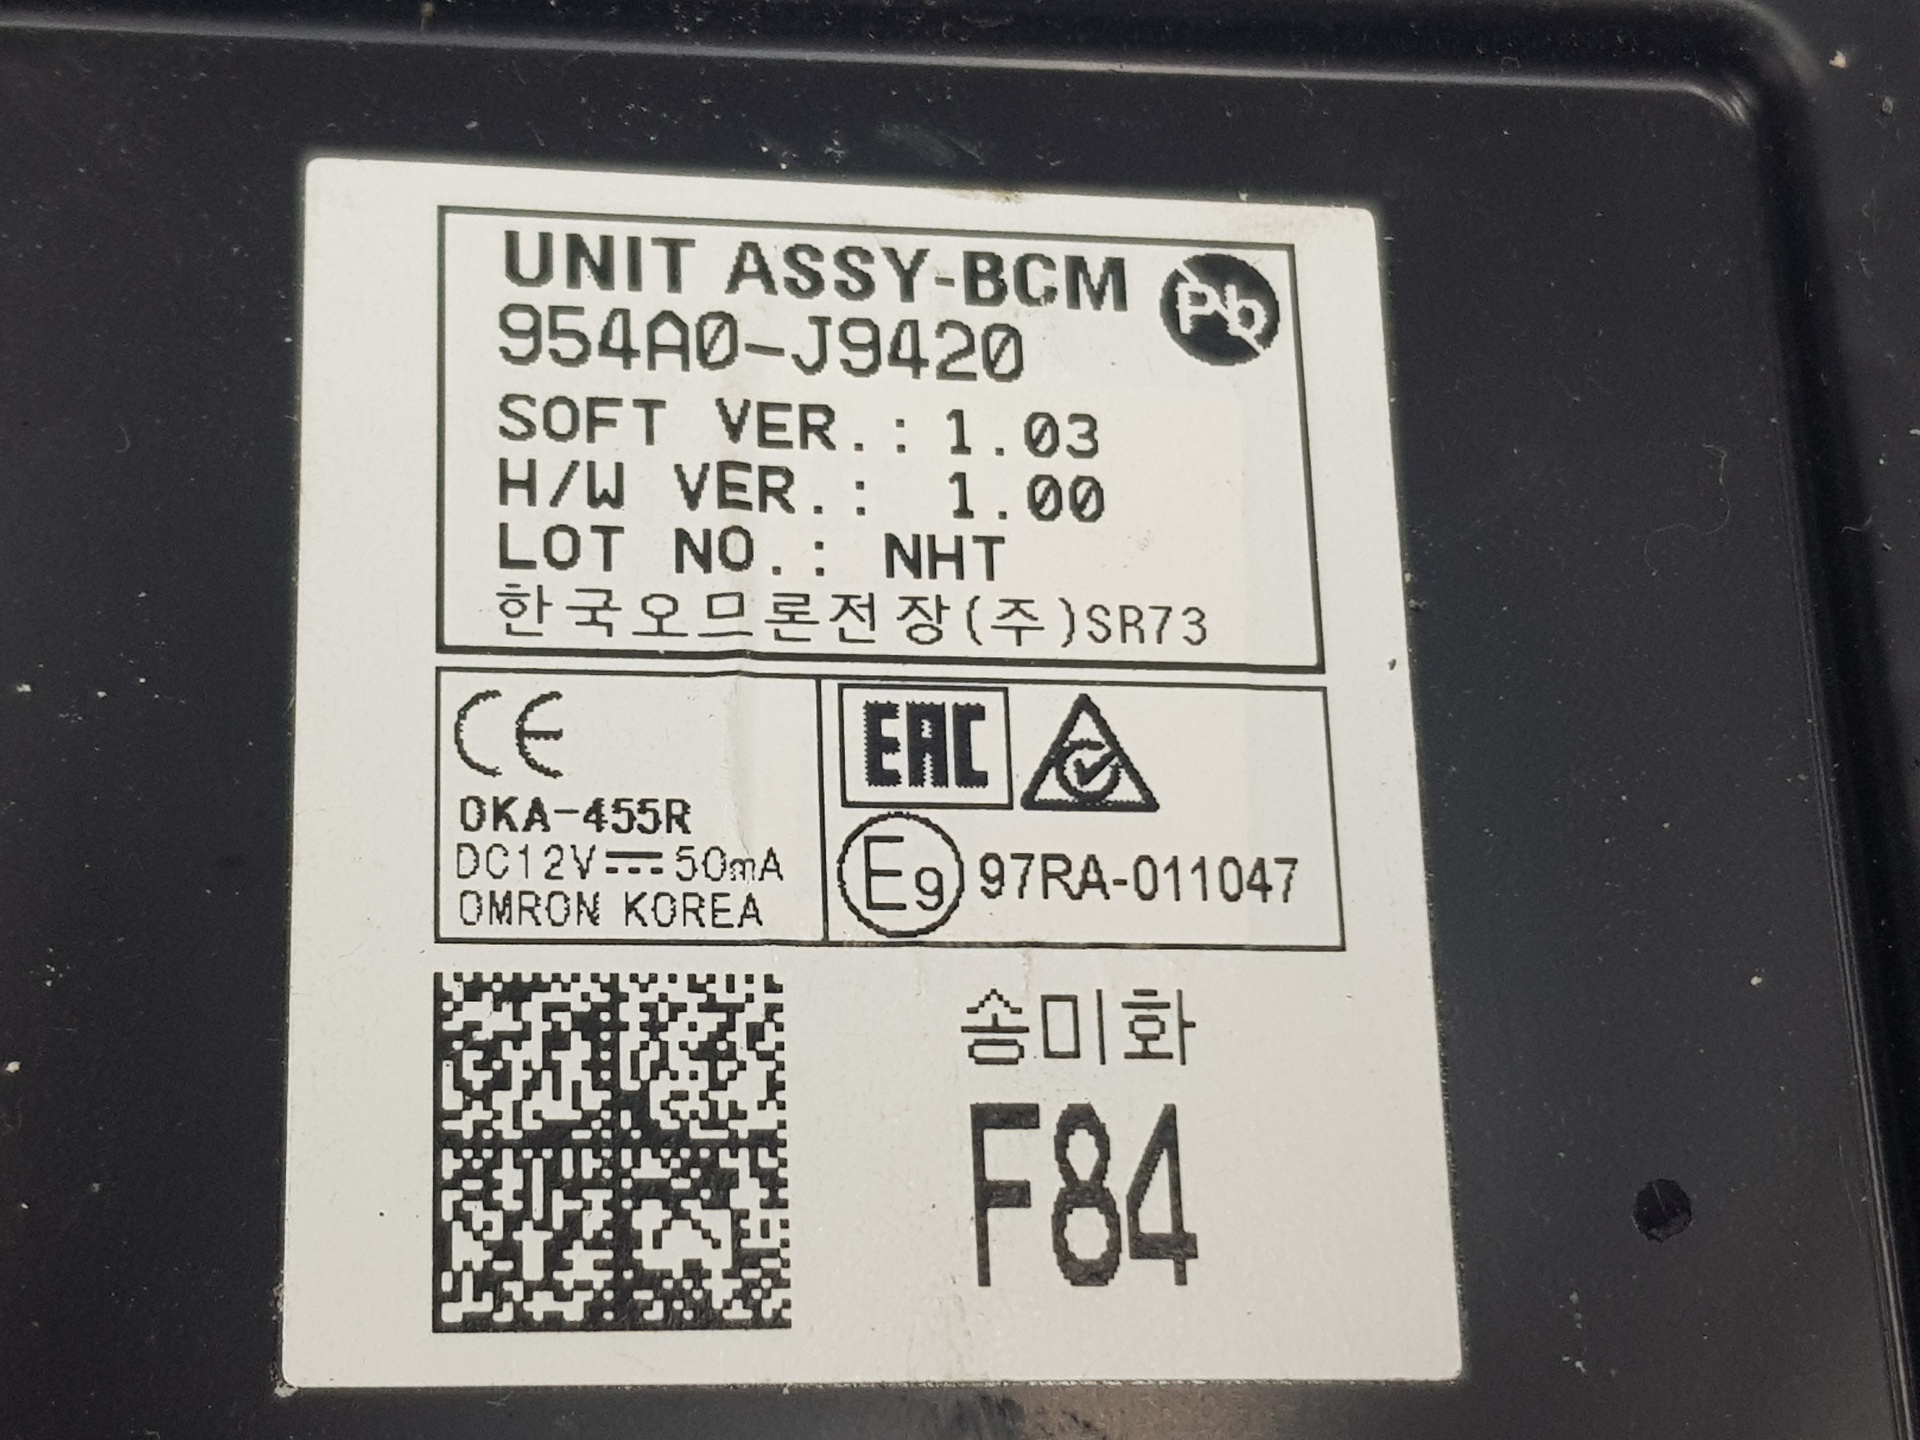 UNIT ASSY-BCM
Pb
954A0-J9420
SOFT VER.: 1.03
H/W VER.: 1.00
LOT NO.: NHT
한국오므론전장(주)SR73
CE
OKA-455R
DC12V⎓50mA
OMRON KOREA
EAC
E9 97RA-011047
송미화
F84